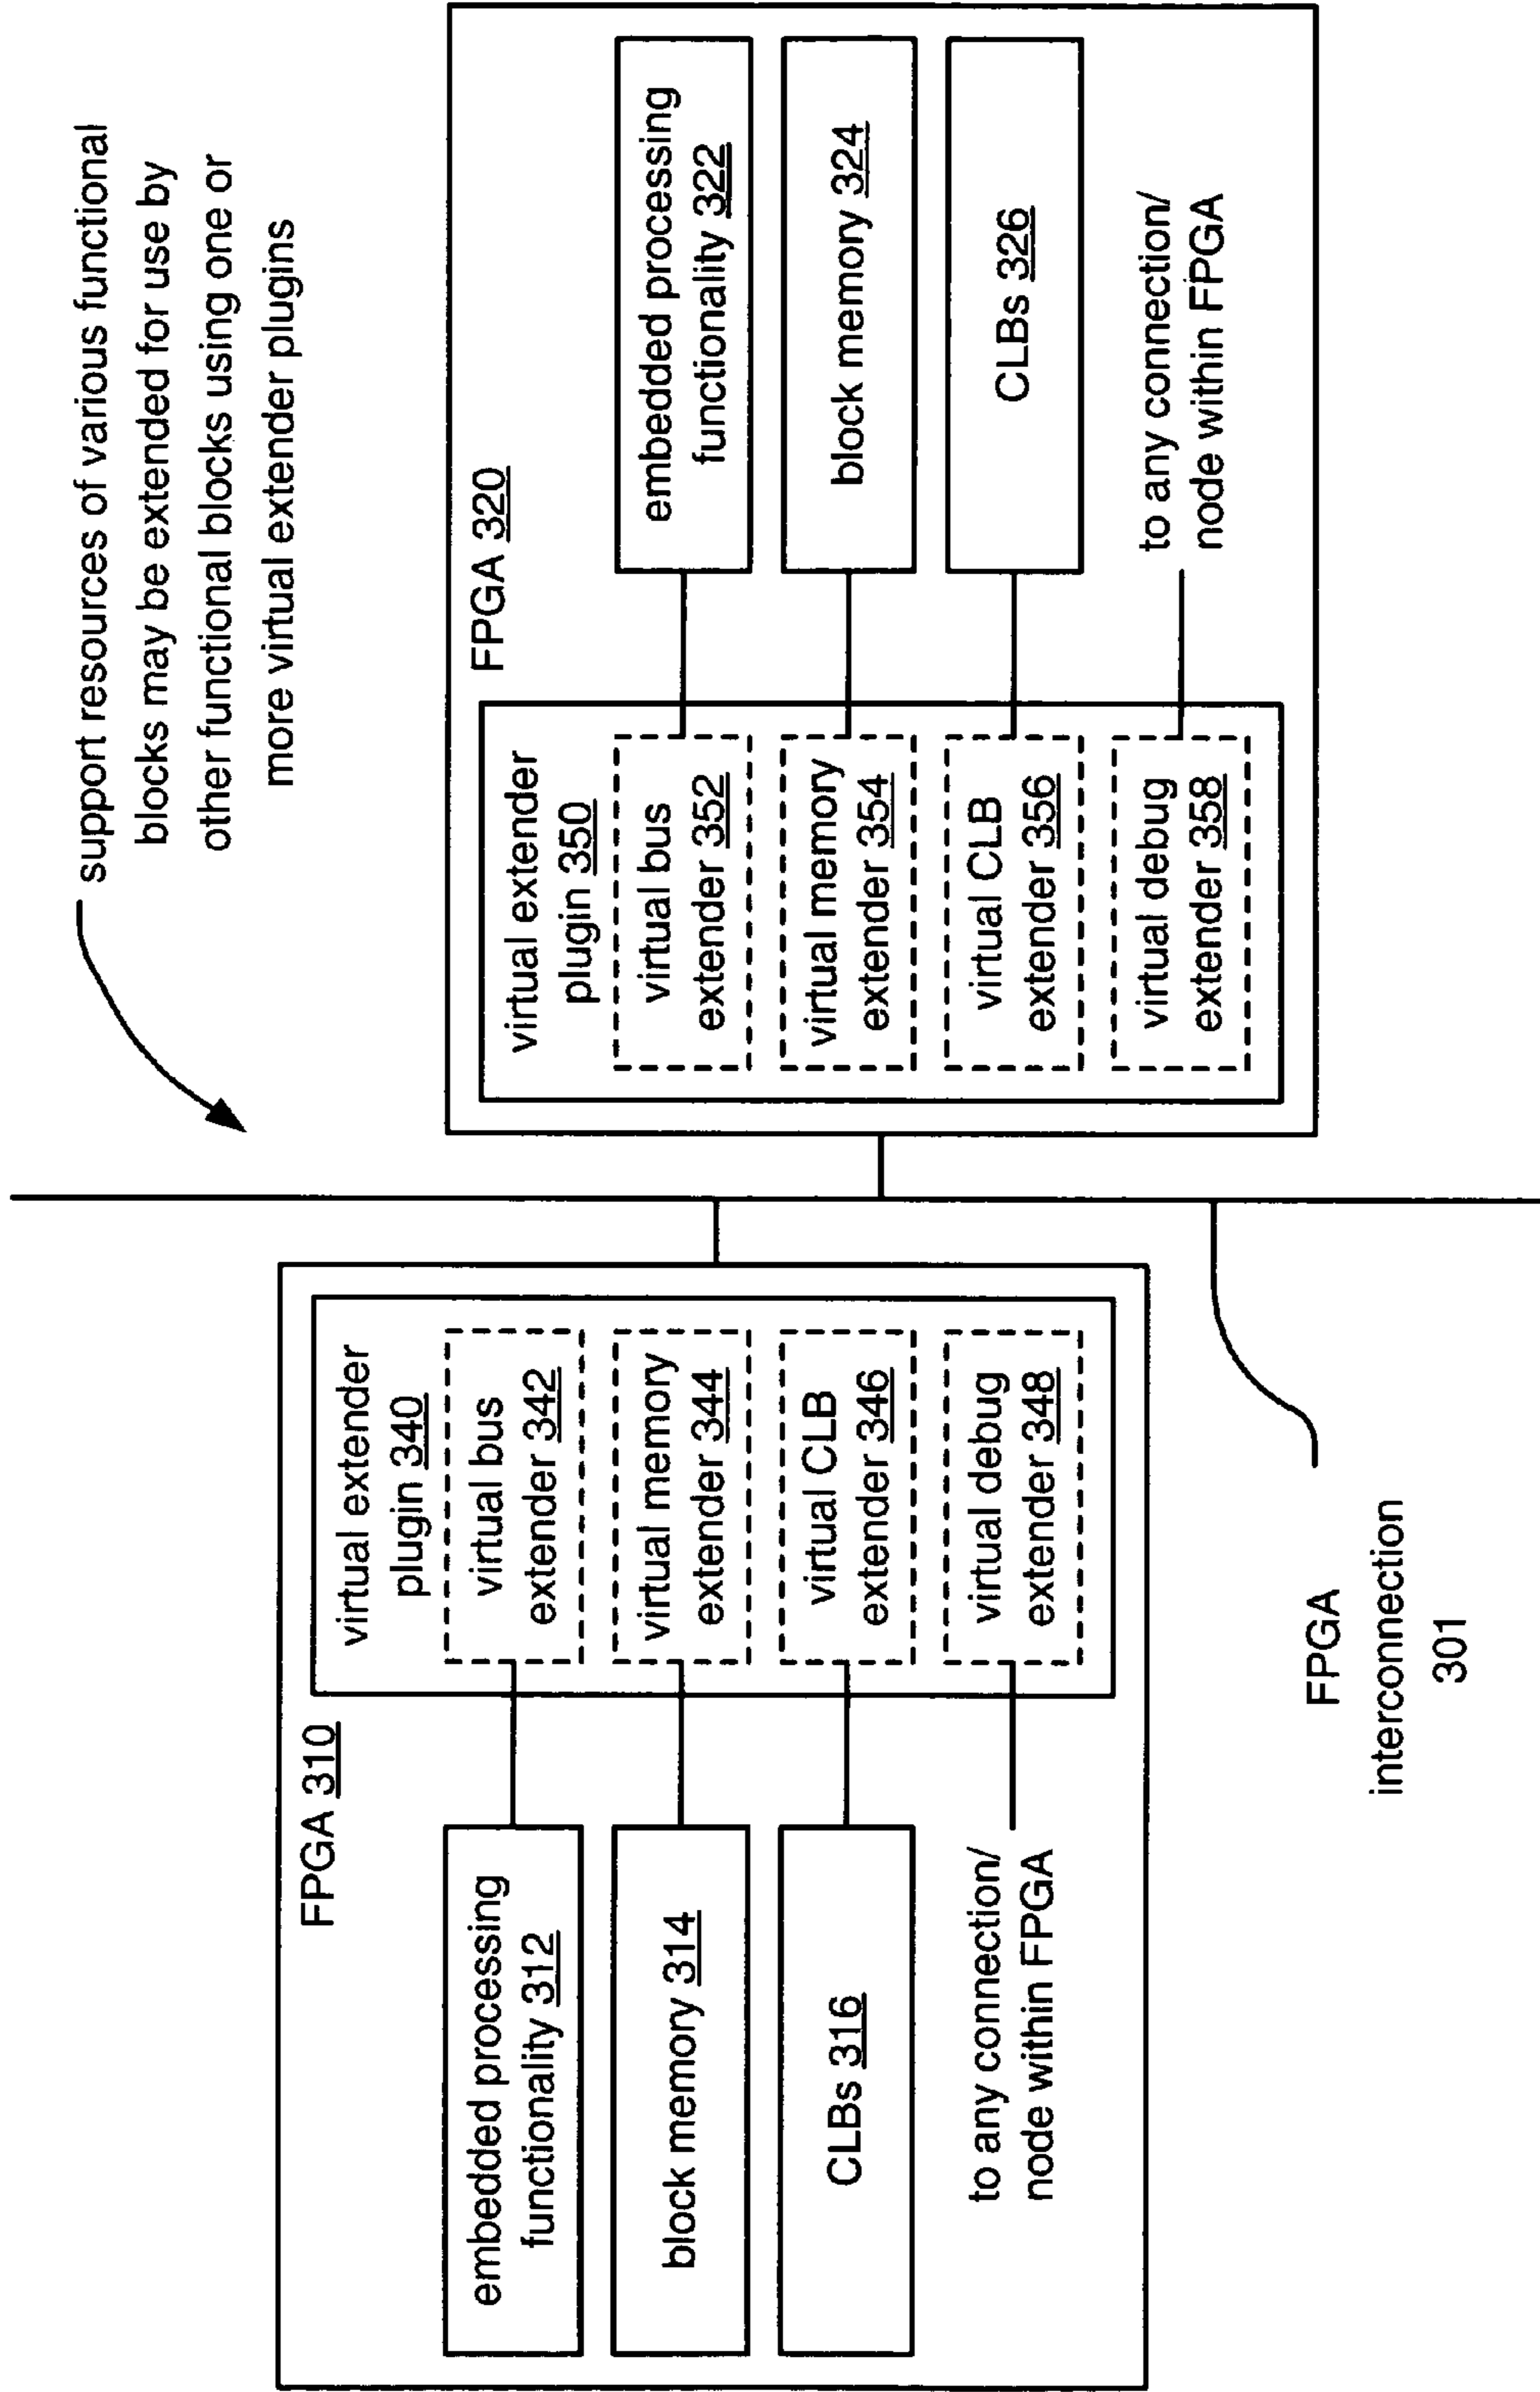 support resources of various functional
blocks may be extended for use by
other functional blocks using one or
more virtual extender plugins
FPGA 310
embedded processing
functionality 312
block memory 314
CLBs 316
to any connection/
node within FPGA
virtual extender
plugin 340
virtual bus
extender 342
virtual memory
extender 344
virtual CLB
extender 346
virtual debug
extender 348
FPGA 320
virtual extender
plugin 350
virtual bus
extender 352
virtual memory
extender 354
virtual CLB
extender 356
virtual debug
extender 358
embedded processing
functionality 322
block memory 324
CLBs 326
to any connection/
node within FPGA
FPGA
interconnection
301